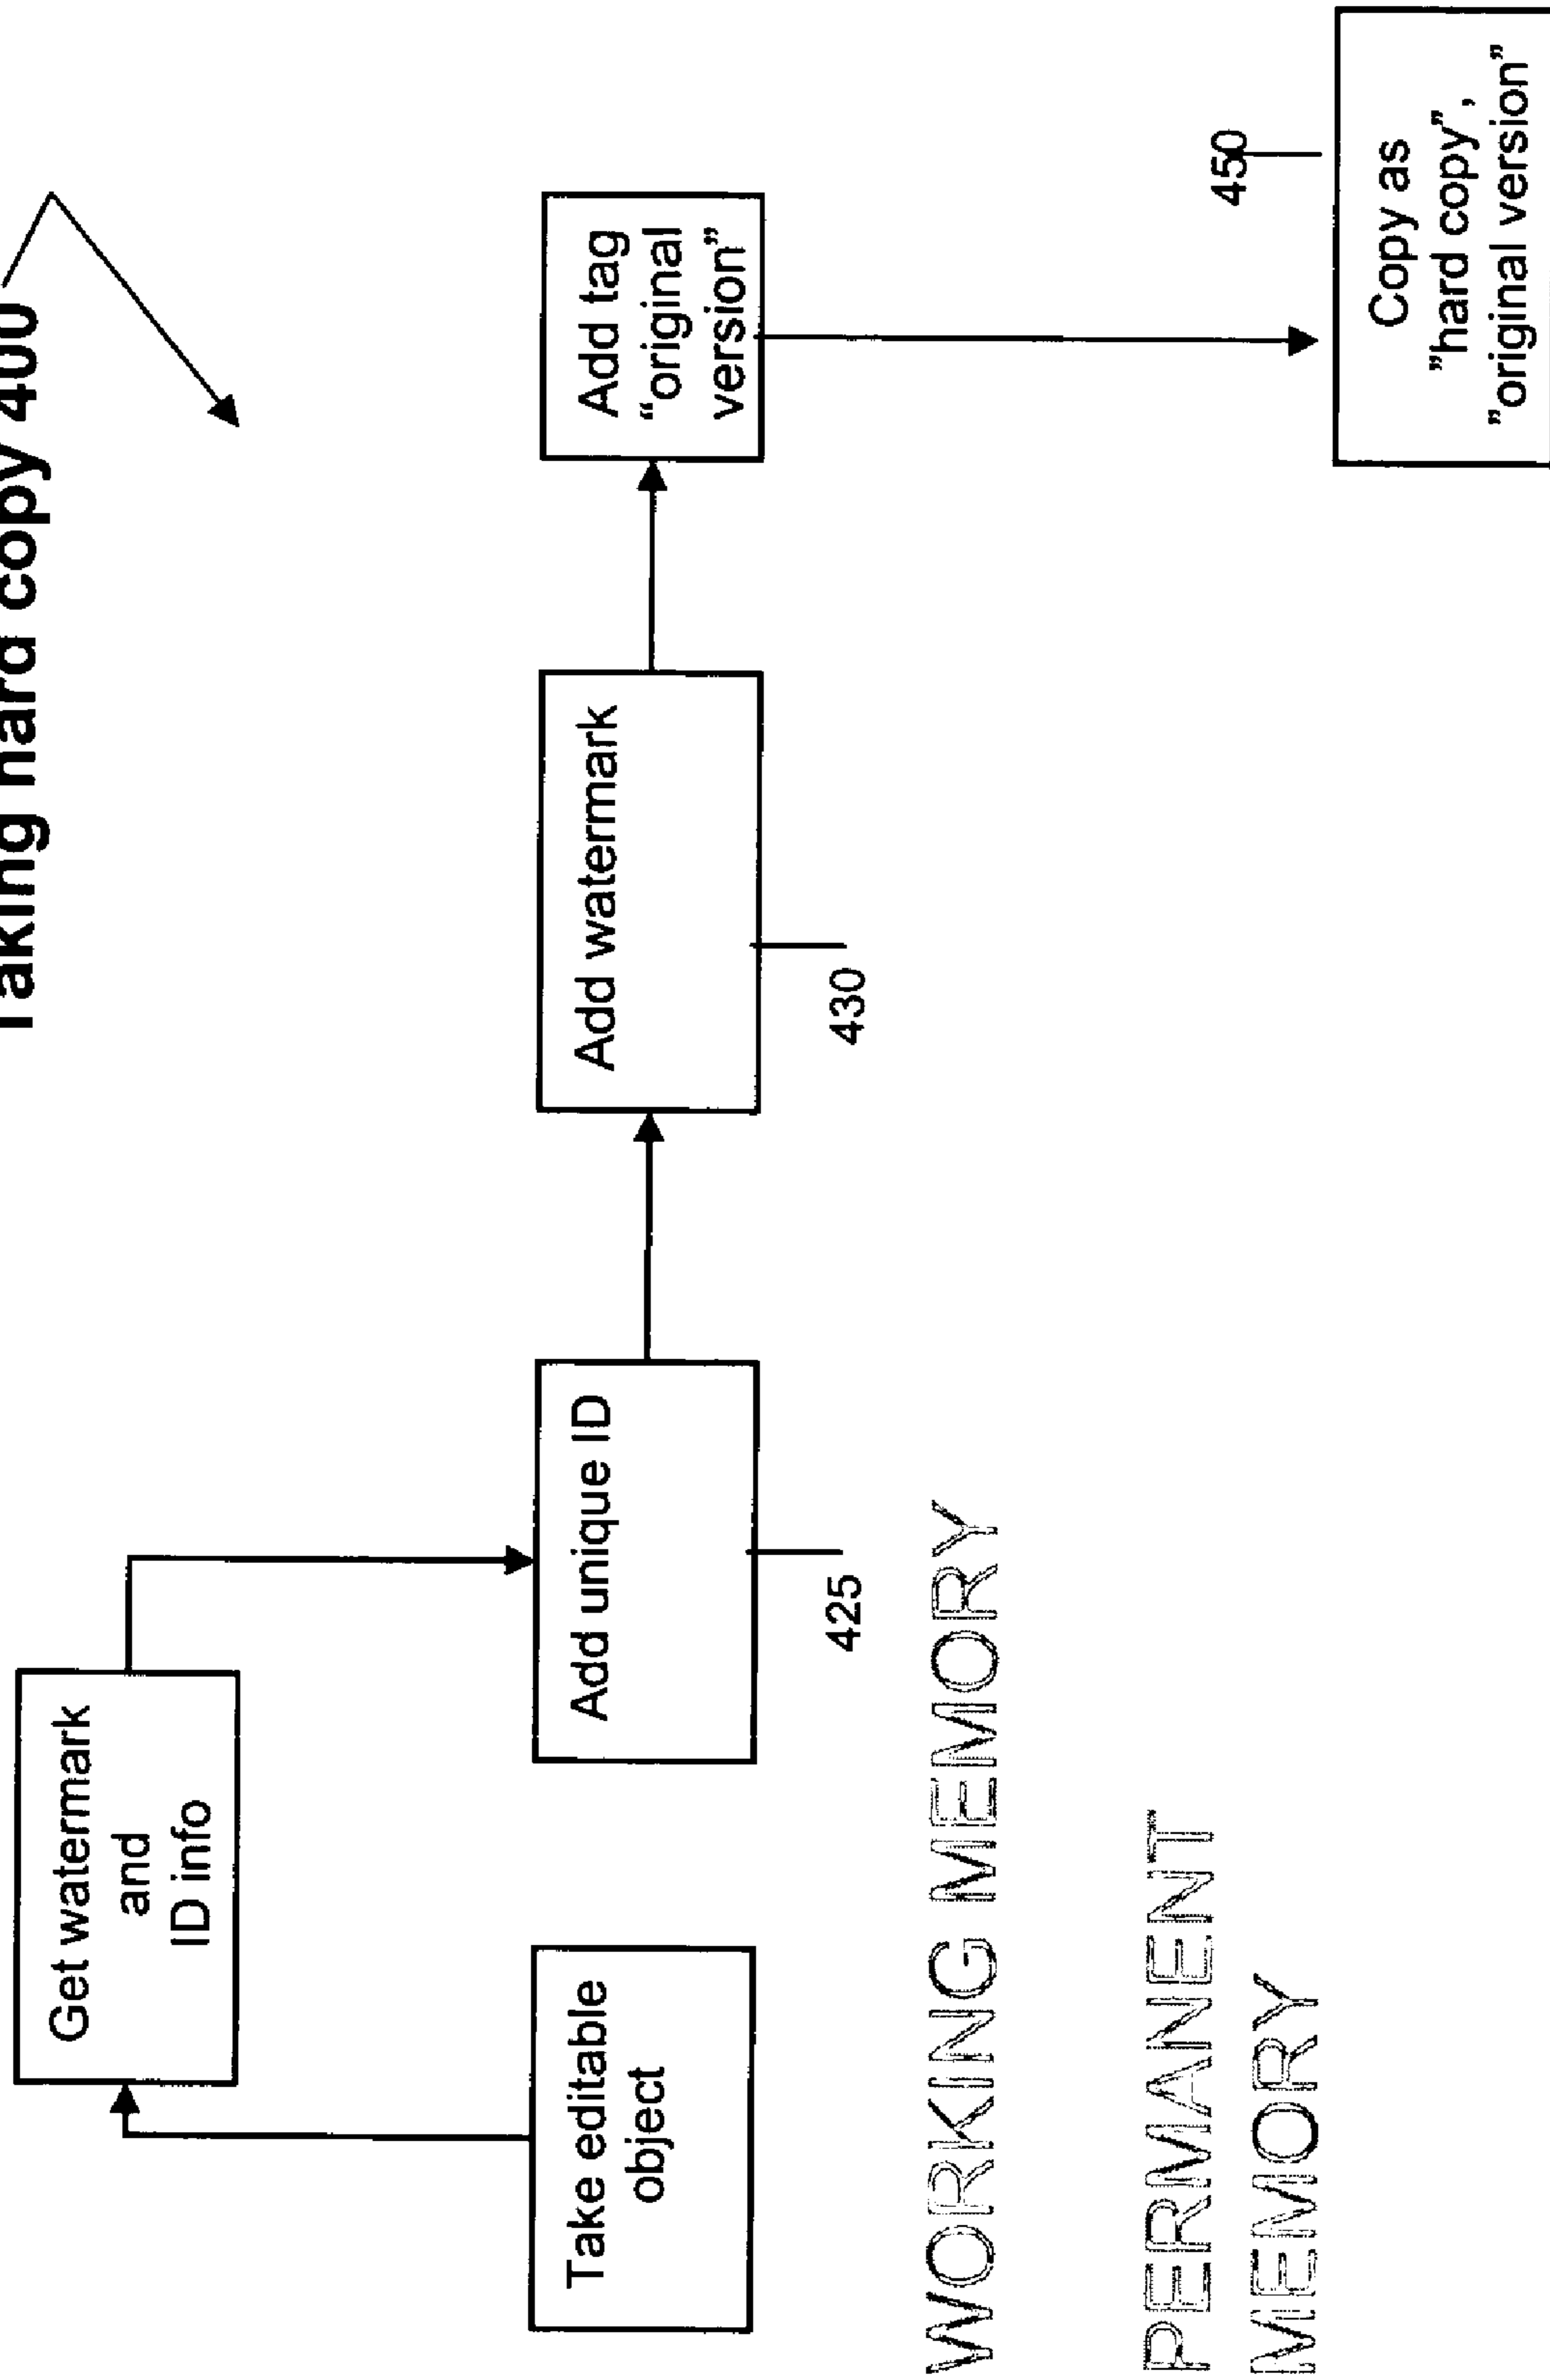 Taking hard copy 400
Get watermark
and
ID info
Take editable
object
Add unique ID
425
Add watermark
430
Add tag
“original
version”
450
Copy as
”hard copy”,
”original version”
WORKING MEMORY
PERMANENT
MEMORY